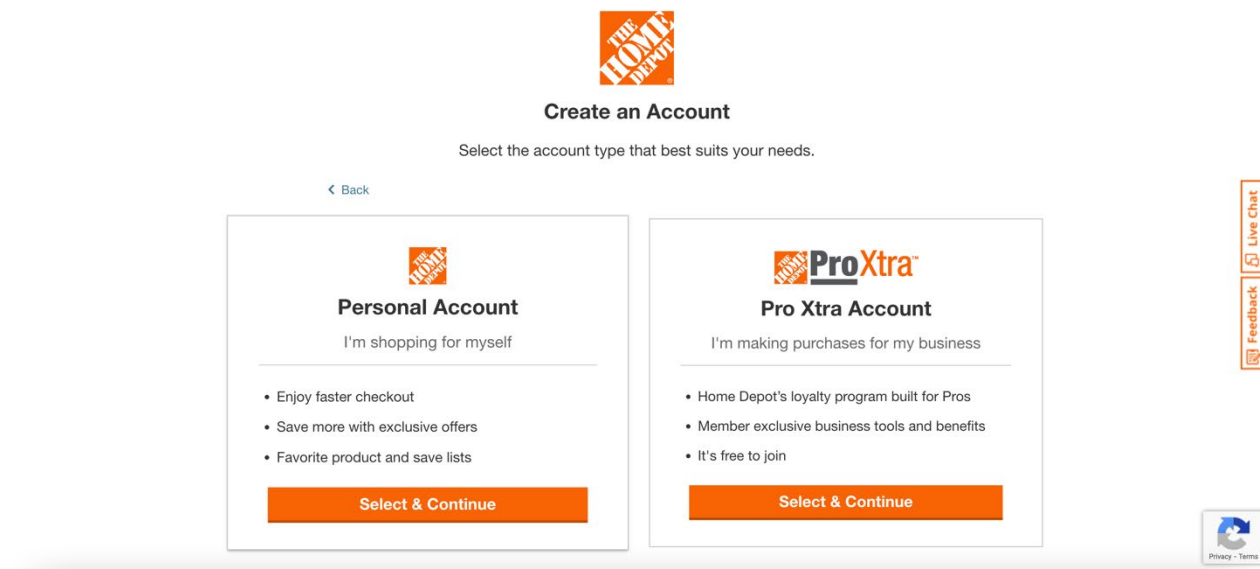 THE
HOME
DEPOT
Create an Account
Select the account type that best suits your needs.
Back
THE
HOME
DEPOT
Personal Account
I'm shopping for myself
• Enjoy faster checkout
• Save more with exclusive offers
• Favorite product and save lists
Select & Continue
THE
HOME
DEPOT
ProXtra™
Pro Xtra Account
I'm making purchases for my business
• Home Depot’s loyalty program built for Pros
• Member exclusive business tools and benefits
• It's free to join
Select & Continue
Live Chat
Feedback
Privacy - Terms